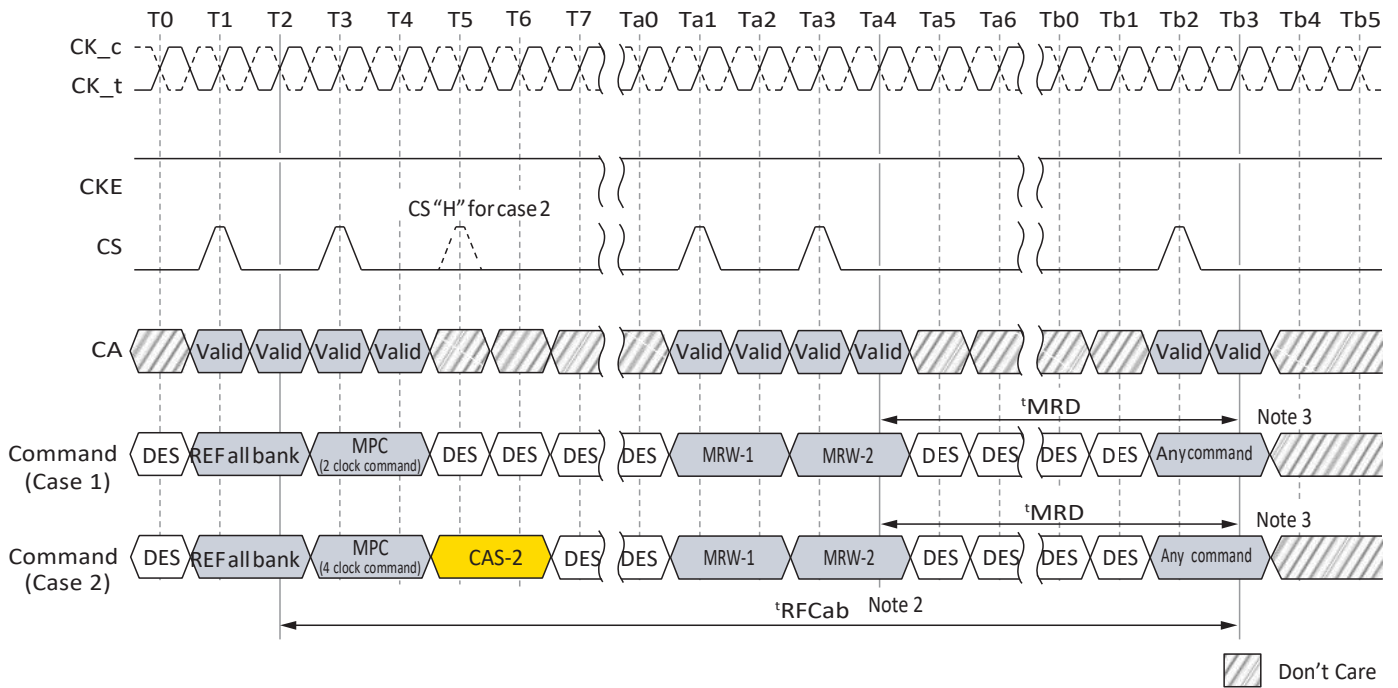 T0 T1 T2 T3 T4 T5 T6 T7 Ta0 Ta1 Ta2 Ta3 Ta4 Ta5 Ta6 Tb0 Tb1 Tb2 Tb3 Tb4 Tb5
CK_c
CK_t
CKE
CS "H" for case 2
CS
CA Valid Valid Valid Valid Valid Valid Valid Valid Valid Valid
tMRD Note 3
Command
(Case 1)
DES REF all bank MPC (2 clock command) DES DES DES DES MRW-1 MRW-2 DES DES DES DES Any command
tMRD Note 3
Command
(Case 2)
DES REF all bank MPC (4 clock command) CAS-2 DES DES MRW-1 MRW-2 DES DES DES DES Any command
tRFCab Note 2
Don't Care